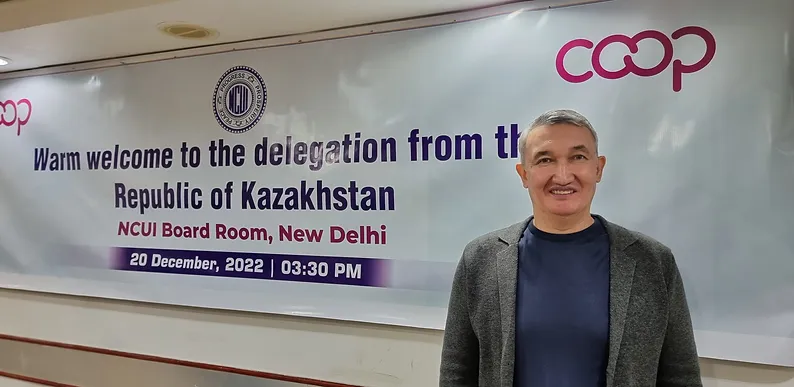 coop
coop
PROGRESS PROSPERITY PEACE
NCUI
Warm welcome to the delegation from th
Republic of Kazakhstan
NCUI Board Room, New Delhi
20 December, 2022 | 03:30 PM